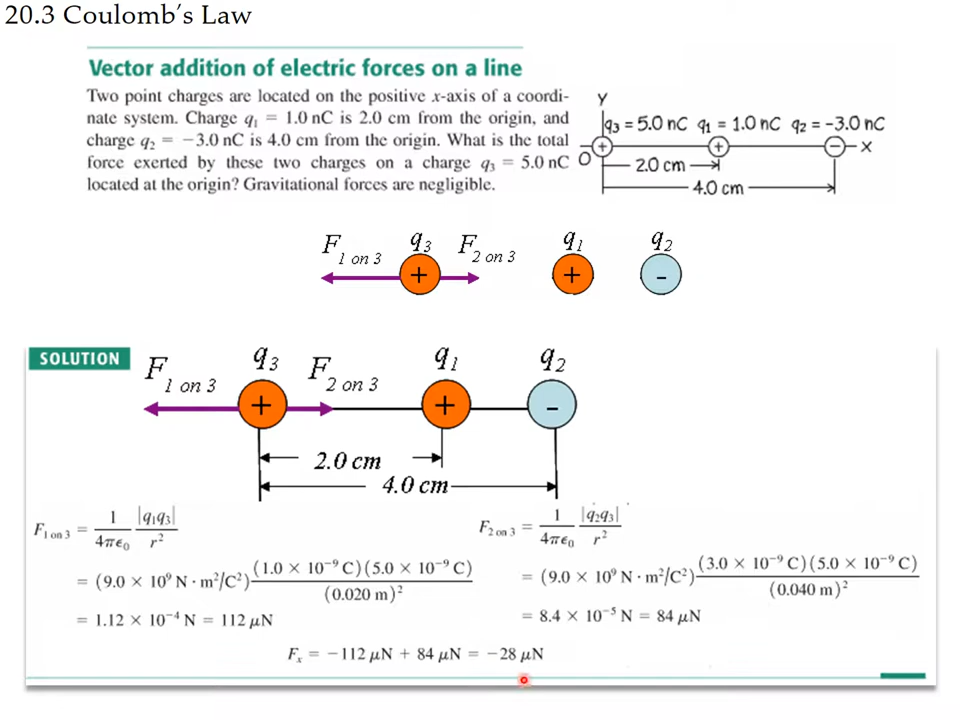 20.3 Coulomb's Law
Vector addition of electric forces on a line
Two point charges are located on the positive x-axis of a coordi-
nate system. Charge q₁ = 1.0 nC is 2.0 cm from the origin, and
charge q₂ = −3.0 nC is 4.0 cm from the origin. What is the total
force exerted by these two charges on a charge q₃ = 5.0 nC
located at the origin? Gravitational forces are negligible.
Y
q₃ = 5.0 nC q₁ = 1.0 nC q₂ = -3.0 nC
+ + − X
O 2.0 cm
4.0 cm
F₁ on 3 q₃ F₂ on 3 q₁ q₂
+ + -
SOLUTION
F₁ on 3 q₃ F₂ on 3 q₁ q₂
+ + -
2.0 cm
4.0 cm
F₁ on 3 = 1/4πε₀ |q₁q₃|/r²
= (9.0 × 10⁹ N · m²/C²) (1.0 × 10⁻⁹ C)(5.0 × 10⁻⁹ C)/(0.020 m)²
= 1.12 × 10⁻⁴ N = 112 μN
F₂ on 3 = 1/4πε₀ |q₂q₃|/r²
= (9.0 × 10⁹ N · m²/C²) (3.0 × 10⁻⁹ C)(5.0 × 10⁻⁹ C)/(0.040 m)²
= 8.4 × 10⁻⁵ N = 84 μN
Fₓ = −112 μN + 84 μN = −28 μN